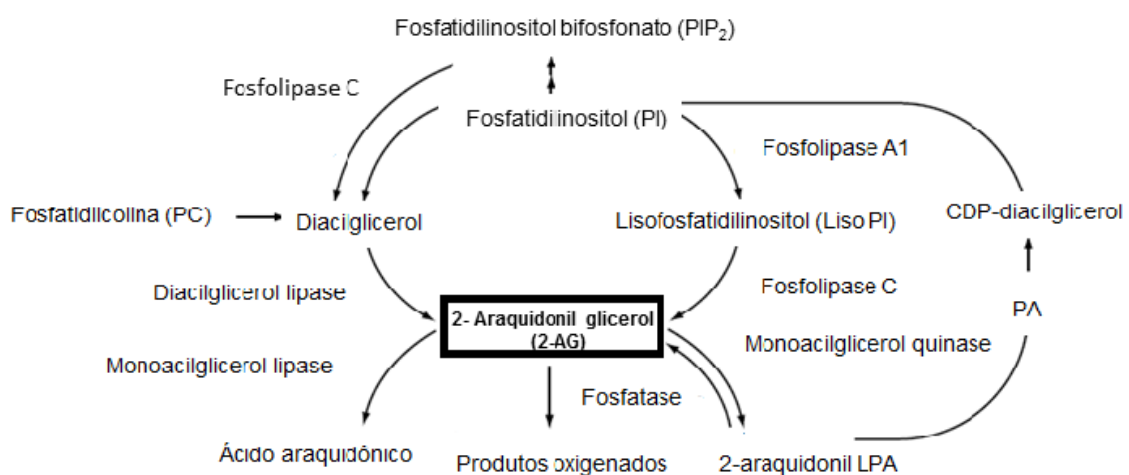 Fosfatidilinositol bifosfonato (PIP₂)
Fosfolipase C
Fosfatidilinositol (PI)
Fosfolipase A1
Fosfatidilcolina (PC)
Diacilglicerol
Lisofosfatidilinositol (Liso PI)
CDP-diacilglicerol
Diacilglicerol lipase
Fosfolipase C
2- Araquidonil glicerol
(2-AG)
PA
Monoacilglicerol quinase
Monoacilglicerol lipase
Fosfatase
Ácido araquidônico
Produtos oxigenados
2-araquidonil LPA